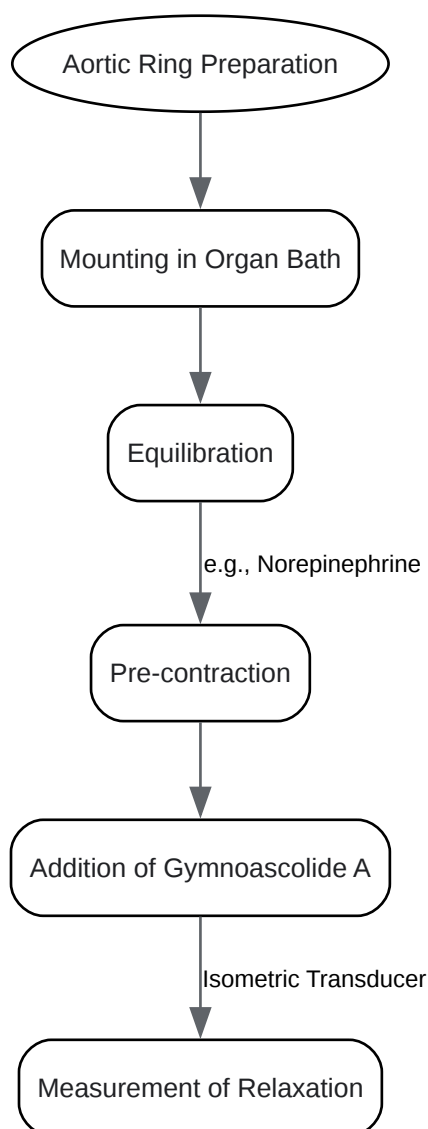 Aortic Ring Preparation
Mounting in Organ Bath
Equilibration
e.g., Norepinephrine
Pre-contraction
Addition of Gymnoascolide A
Isometric Transducer
Measurement of Relaxation